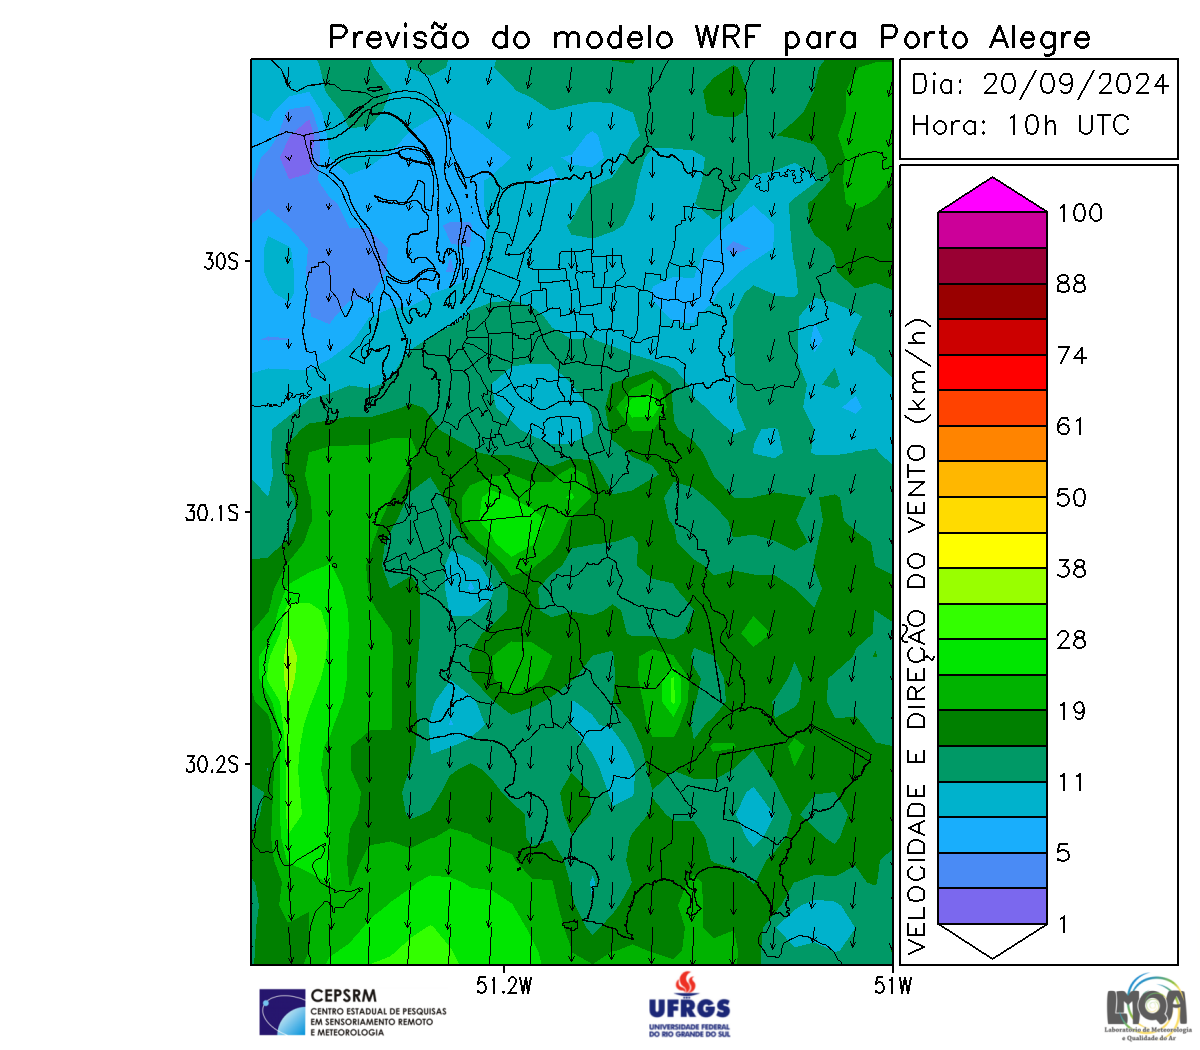 Previsão do modelo WRF para Porto Alegre
Dia: 20/09/2024
Hora: 10h UTC
100
88
74
61
50
38
28
19
11
5
1
VELOCIDADE E DIREÇÃO DO VENTO (km/h)
30S
30.1S
30.2S
51.2W
51W
CEPSRM
CENTRO ESTADUAL DE PESQUISAS
EM SENSORIAMENTO REMOTO
E METEOROLOGIA
UFRGS
UNIVERSIDADE FEDERAL
DO RIO GRANDE DO SUL
LMQA
Laboratório de Meteorologia
e Qualidade do Ar